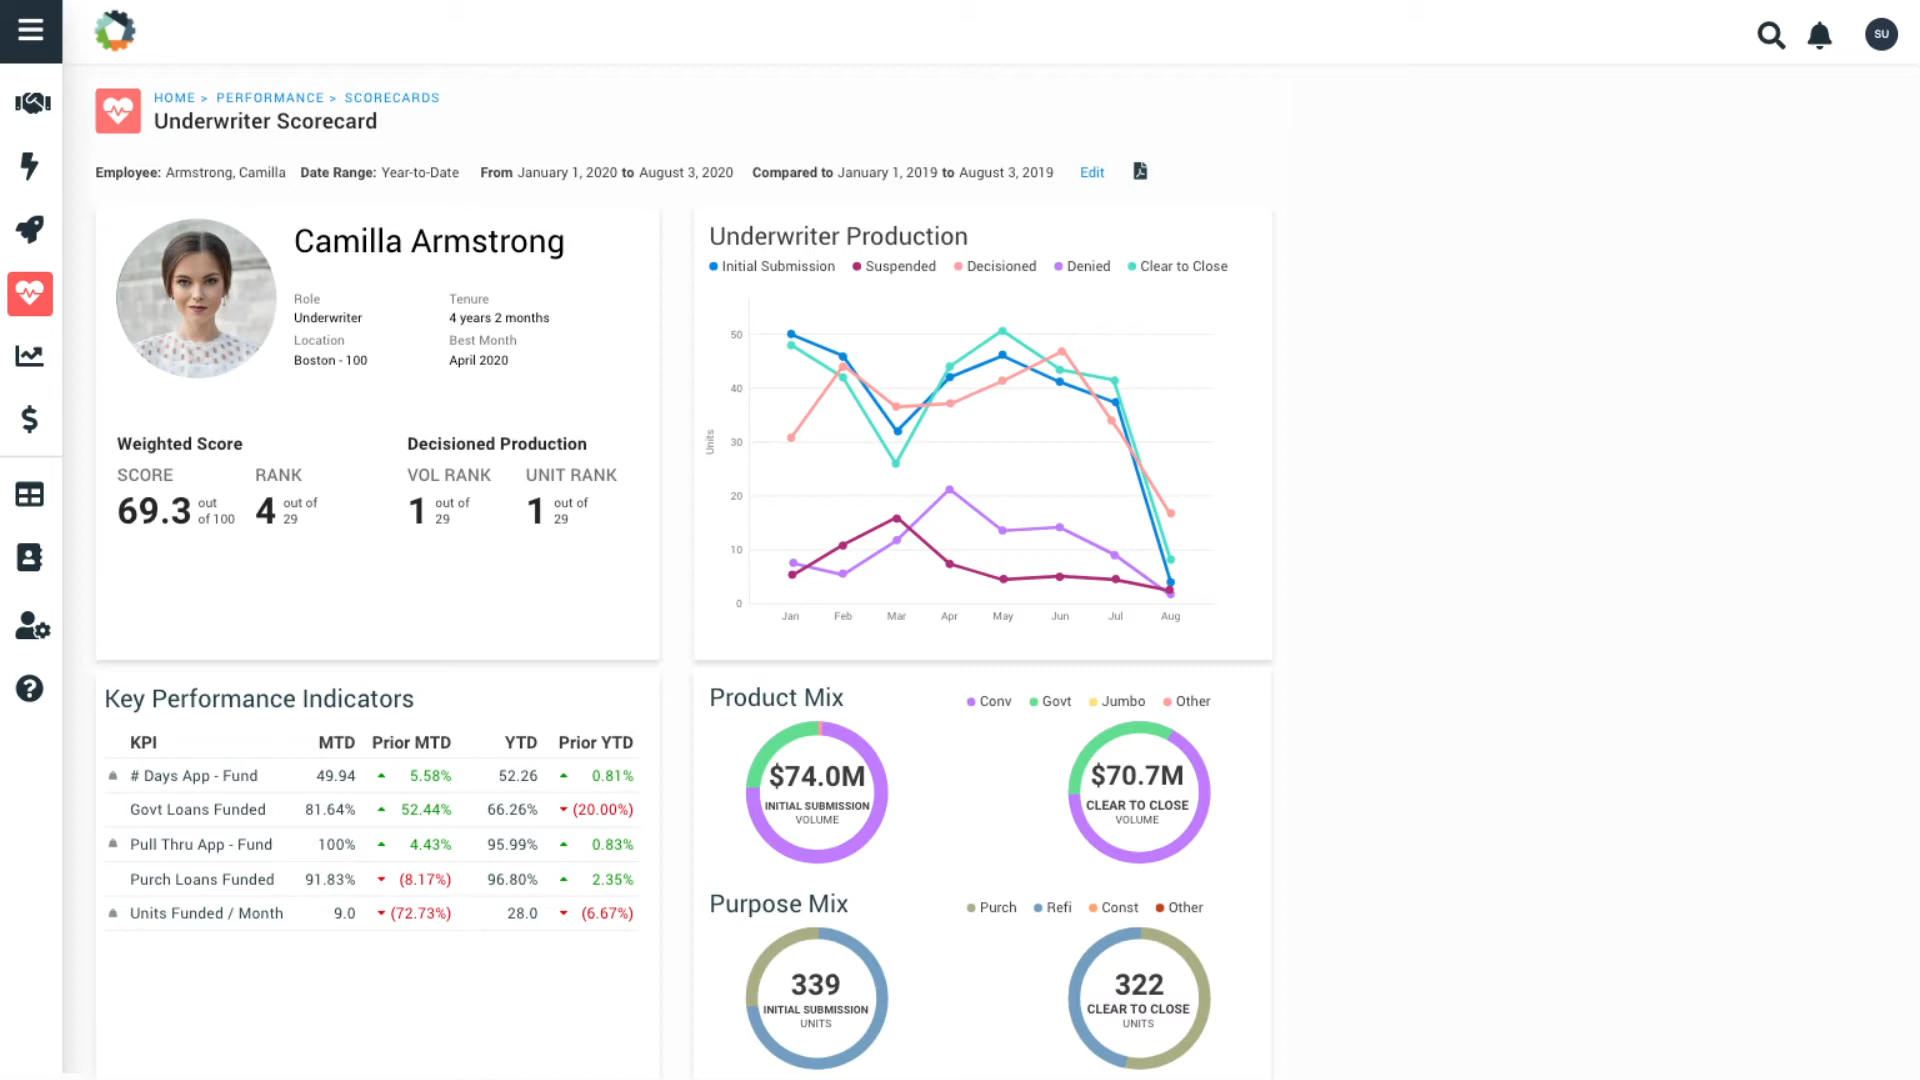 SU
HOME > PERFORMANCE > SCORECARDS
Underwriter Scorecard
Employee: Armstrong, Camilla Date Range: Year-to-Date From January 1, 2020 to August 3, 2020 Compared to January 1, 2019 to August 3, 2019 Edit
Camilla Armstrong
Role Tenure
Underwriter 4 years 2 months
Location Best Month
Boston - 100 April 2020
Weighted Score Decisioned Production
SCORE RANK VOL RANK UNIT RANK
69.3 out of 100 4 out of 29 1 out of 29 1 out of 29
Underwriter Production
Initial Submission Suspended Decisioned Denied Clear to Close
Units
50
40
30
20
10
0
Jan Feb Mar Apr May Jun Jul Aug
Key Performance Indicators
KPI MTD Prior MTD YTD Prior YTD
# Days App - Fund 49.94 5.58% 52.26 0.81%
Govt Loans Funded 81.64% 52.44% 66.26% (20.00%)
Pull Thru App - Fund 100% 4.43% 95.99% 0.83%
Purch Loans Funded 91.83% (8.17%) 96.80% 2.35%
Units Funded / Month 9.0 (72.73%) 28.0 (6.67%)
Product Mix
Conv Govt Jumbo Other
$74.0M
INITIAL SUBMISSION
VOLUME
$70.7M
CLEAR TO CLOSE
VOLUME
Purpose Mix
Purch Refi Const Other
339
INITIAL SUBMISSION
UNITS
322
CLEAR TO CLOSE
UNITS